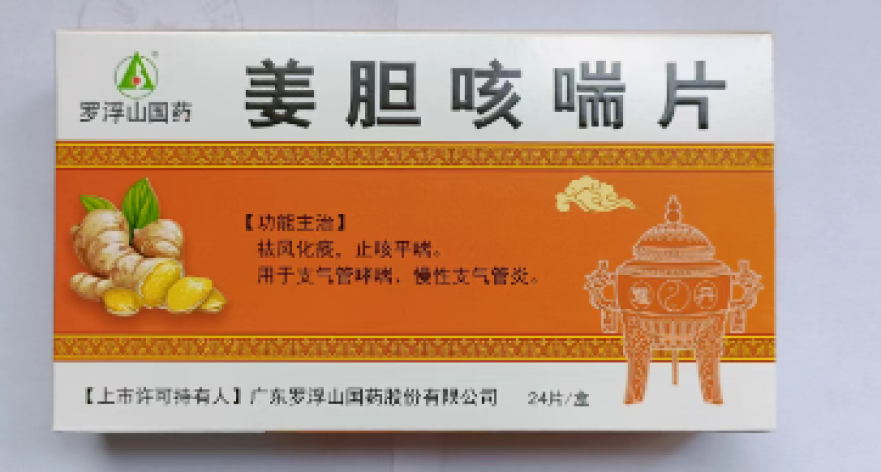 罗浮山国药
姜胆咳喘片
【功能主治】
祛风化痰,止咳平喘。
用于支气管哮喘,慢性支气管炎。
【上市许可持有人】广东罗浮山国药股份有限公司 24片/盒